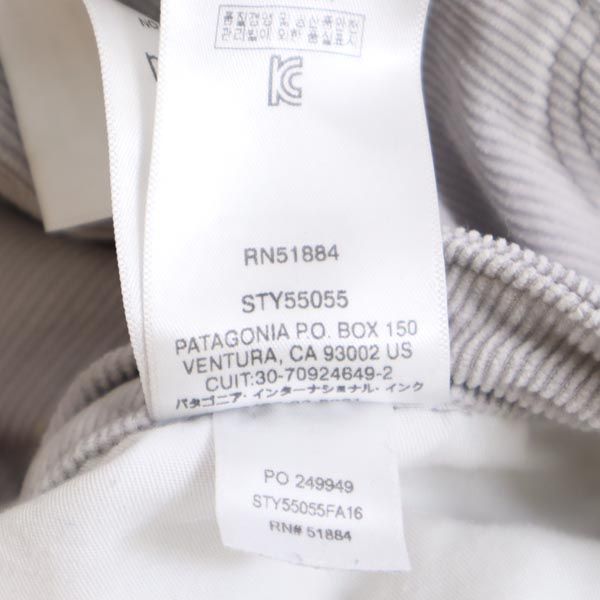 NO
KC
RN51884
STY55055
PATAGONIA P.O. BOX 150
VENTURA, CA 93002 US
CUIT:30-70924649-2
パタゴニア・インターナショナル・インク
PO 249949
STY55055FA16
RN# 51884